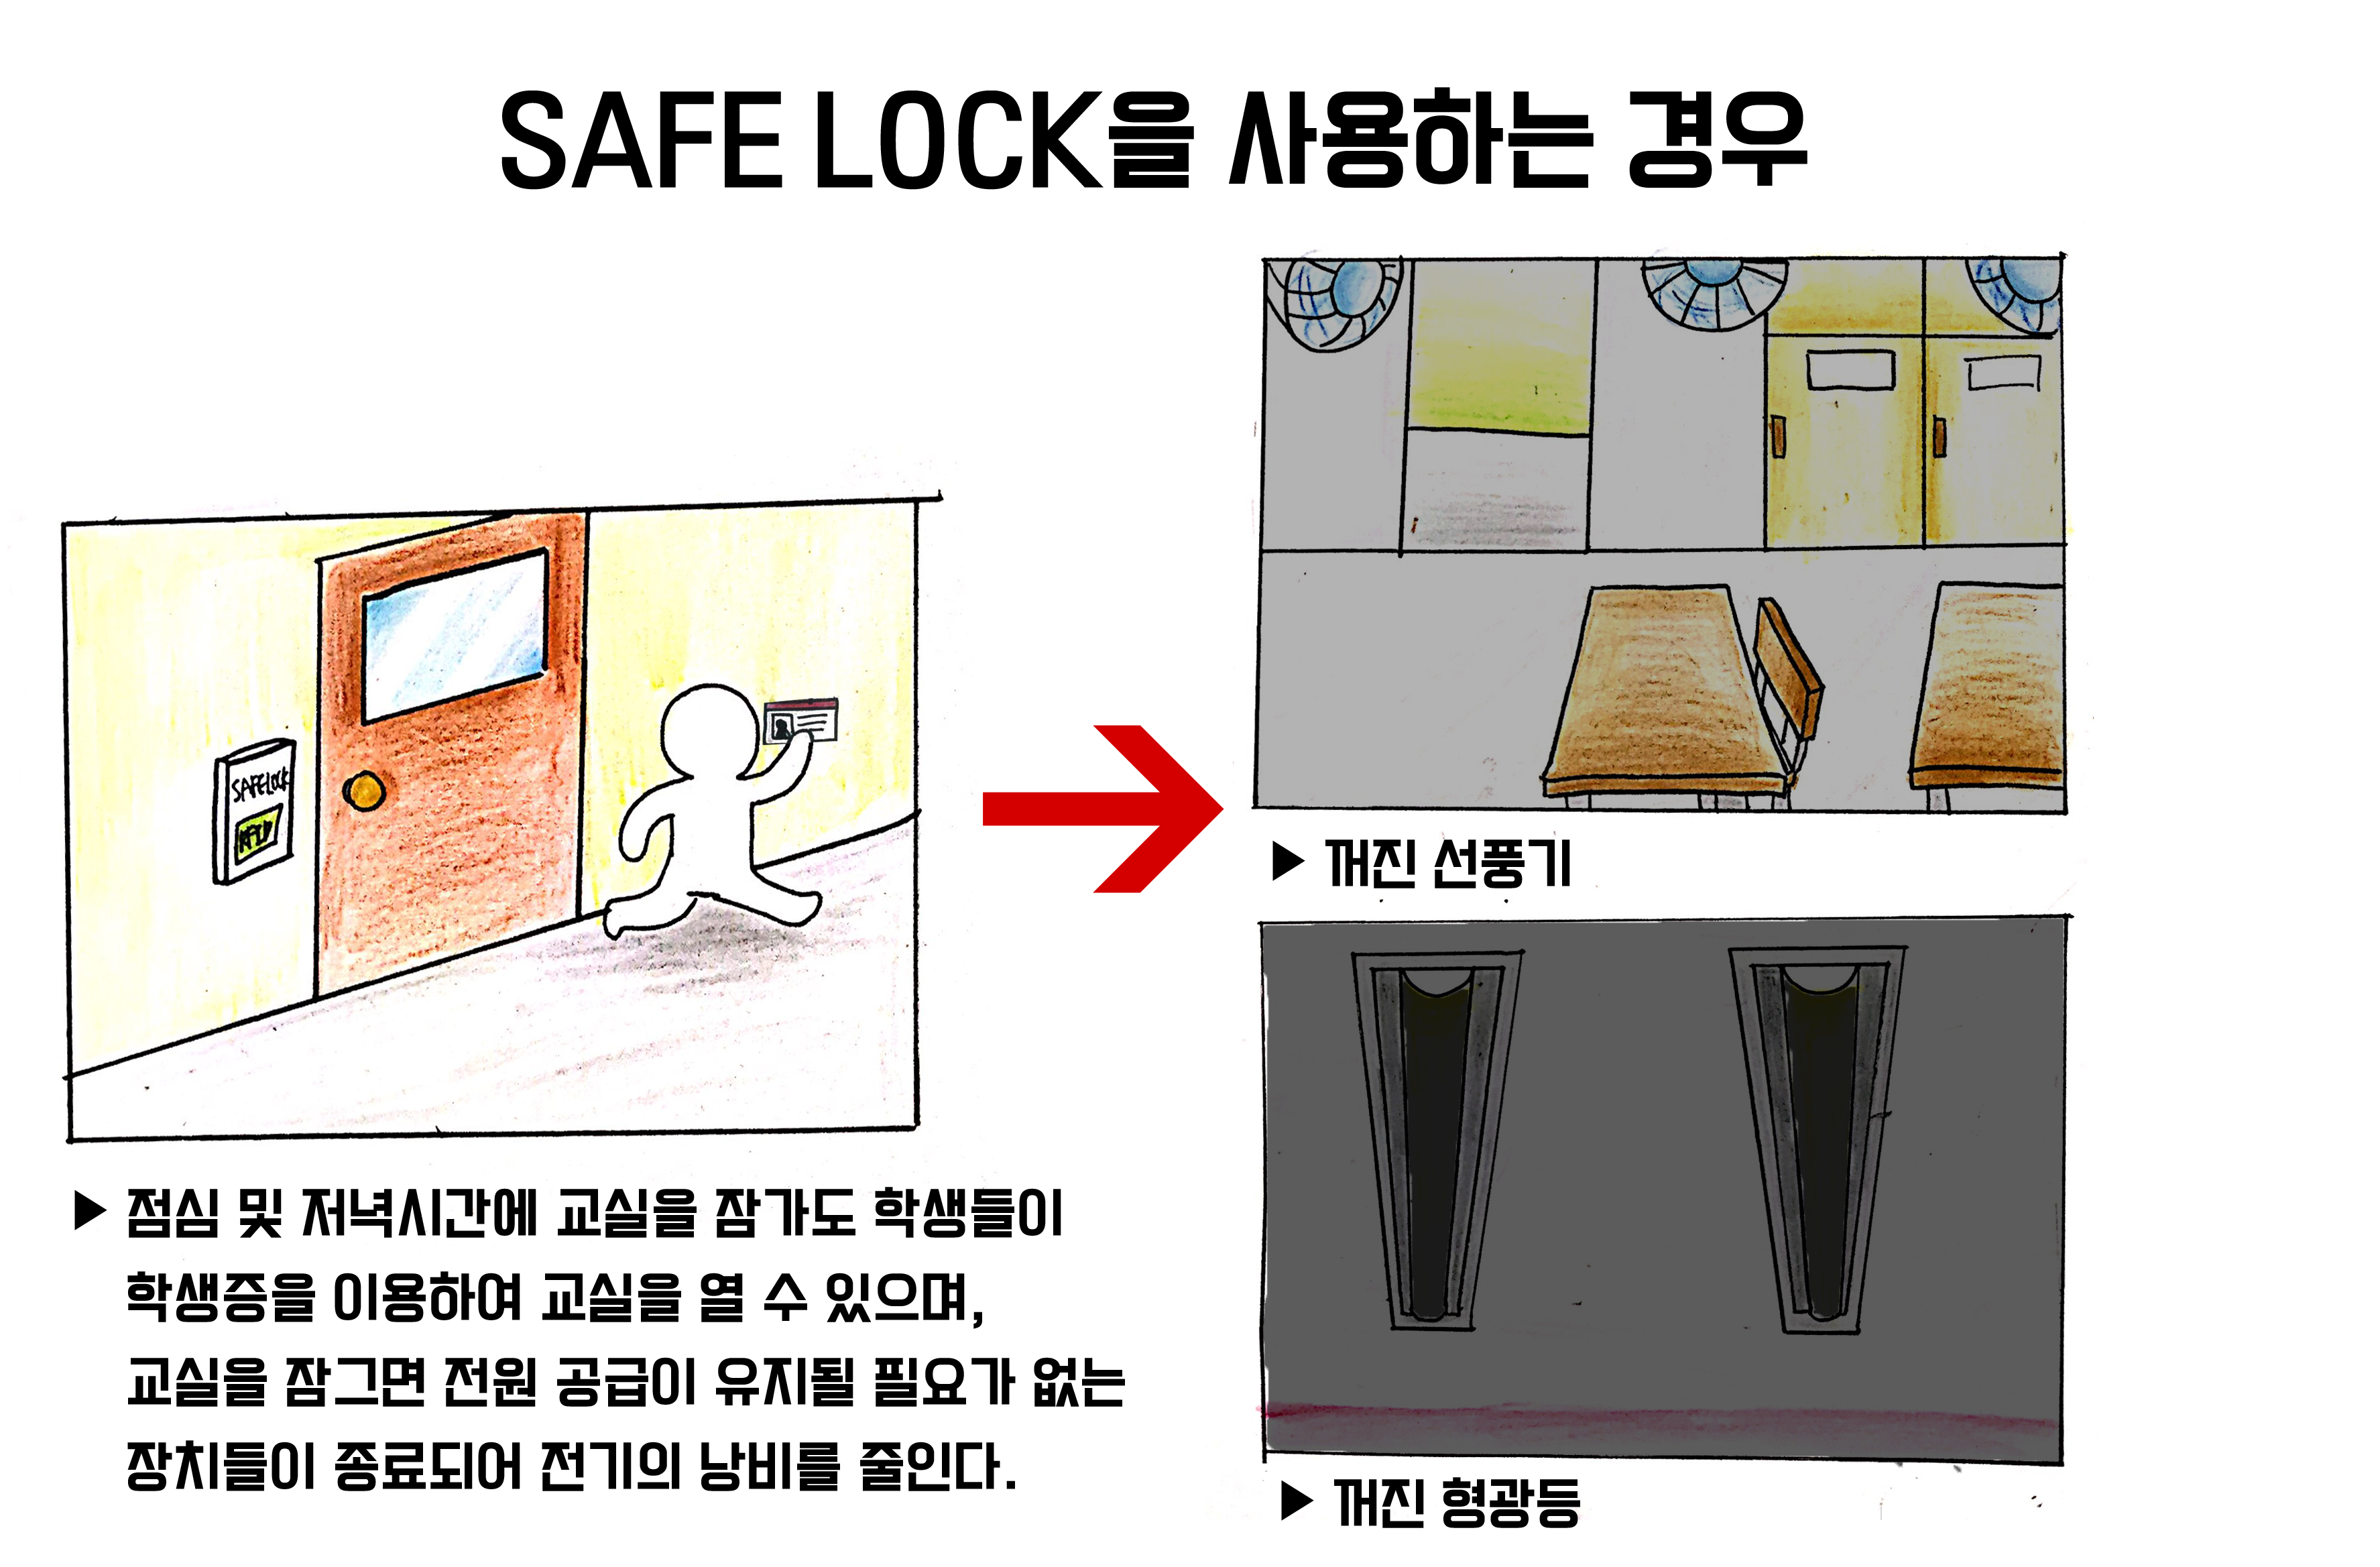 SAFE LOCK을 사용하는 경우
SAFELOCK
RFID
▶ 꺼진 선풍기
▶ 점심 및 저녁시간에 교실을 잠가도 학생들이
학생증을 이용하여 교실을 열 수 있으며,
교실을 잠그면 전원 공급이 유지될 필요가 없는
장치들이 종료되어 전기의 낭비를 줄인다.
▶ 꺼진 형광등